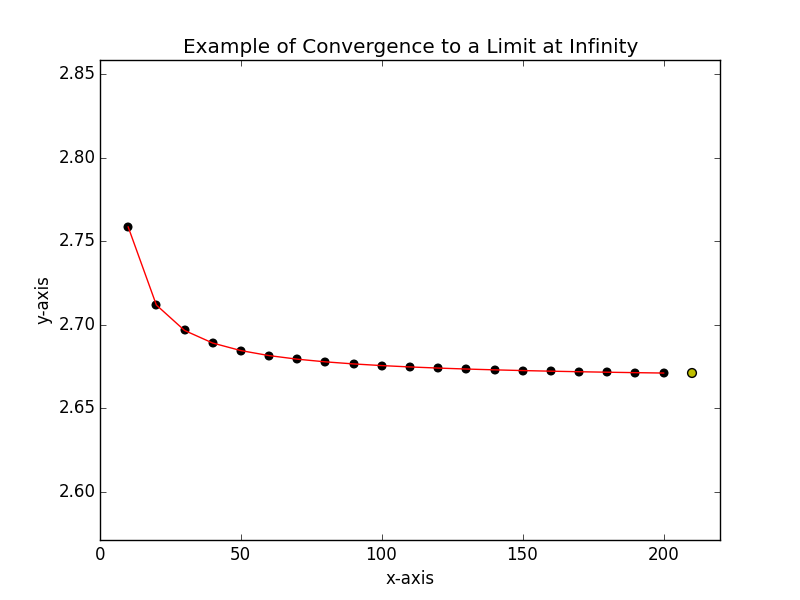 Example of Convergence to a Limit at Infinity
2.85
2.80
2.75
2.70
2.65
2.60
y-axis
0 50 100 150 200
x-axis